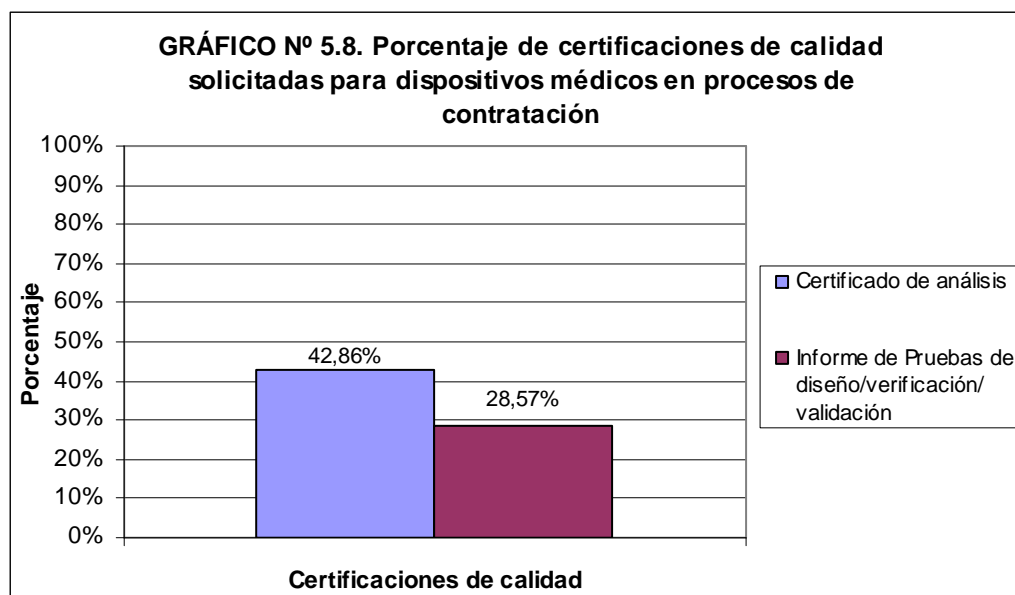 GRÁFICO Nº 5.8. Porcentaje de certificaciones de calidad
solicitadas para dispositivos médicos en procesos de
contratación
100%
90%
80%
70%
60%
50%
40%
30%
20%
10%
0%
Porcentaje
42,86%
28,57%
Certificaciones de calidad
Certificado de análisis
Informe de Pruebas de
diseño/verificación/
validación